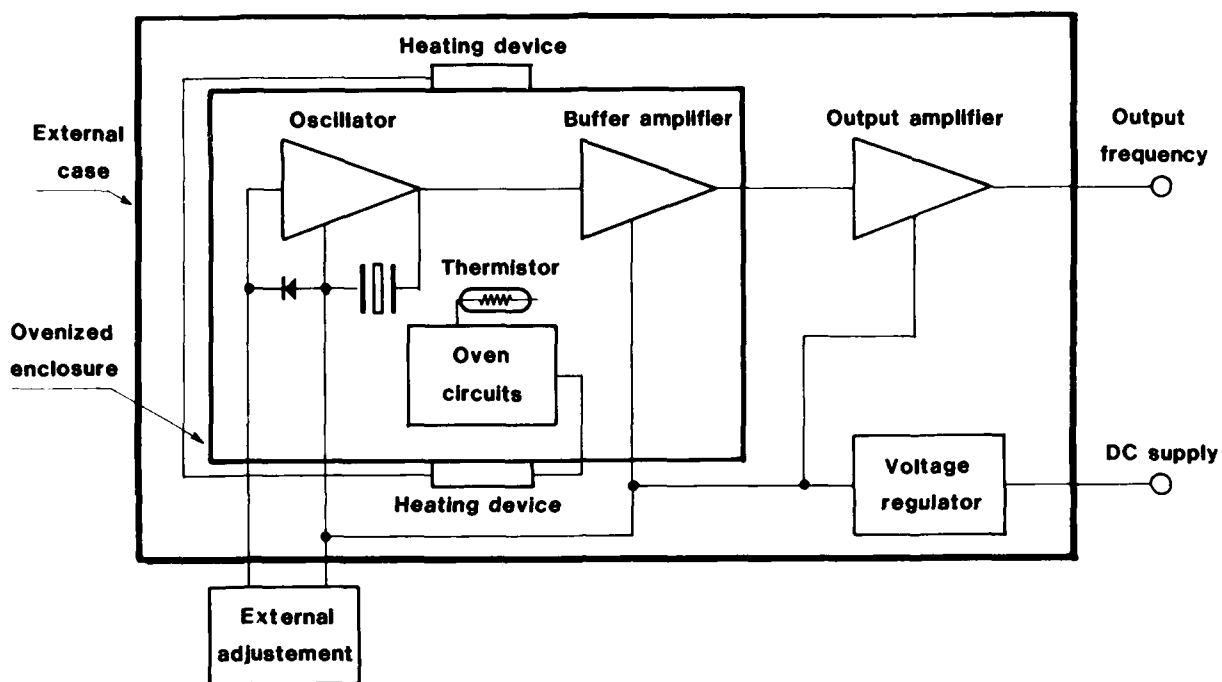 Heating device
Oscillator
Buffer amplifier
Output amplifier
Output
frequency
External
case
Thermistor
Ovenized
enclosure
Oven
circuits
Voltage
regulator
DC supply
Heating device
External
adjustement